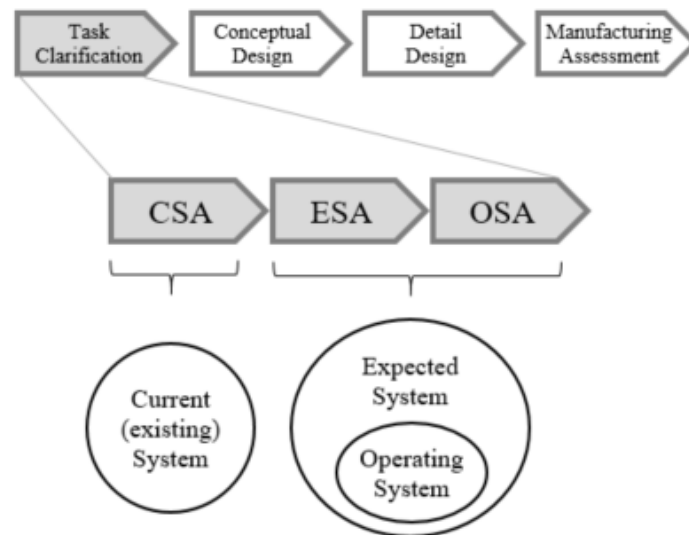 Task
Clarification
Conceptual
Design
Detail
Design
Manufacturing
Assessment
CSA
ESA
OSA
Current
(existing)
System
Expected
System
Operating
System